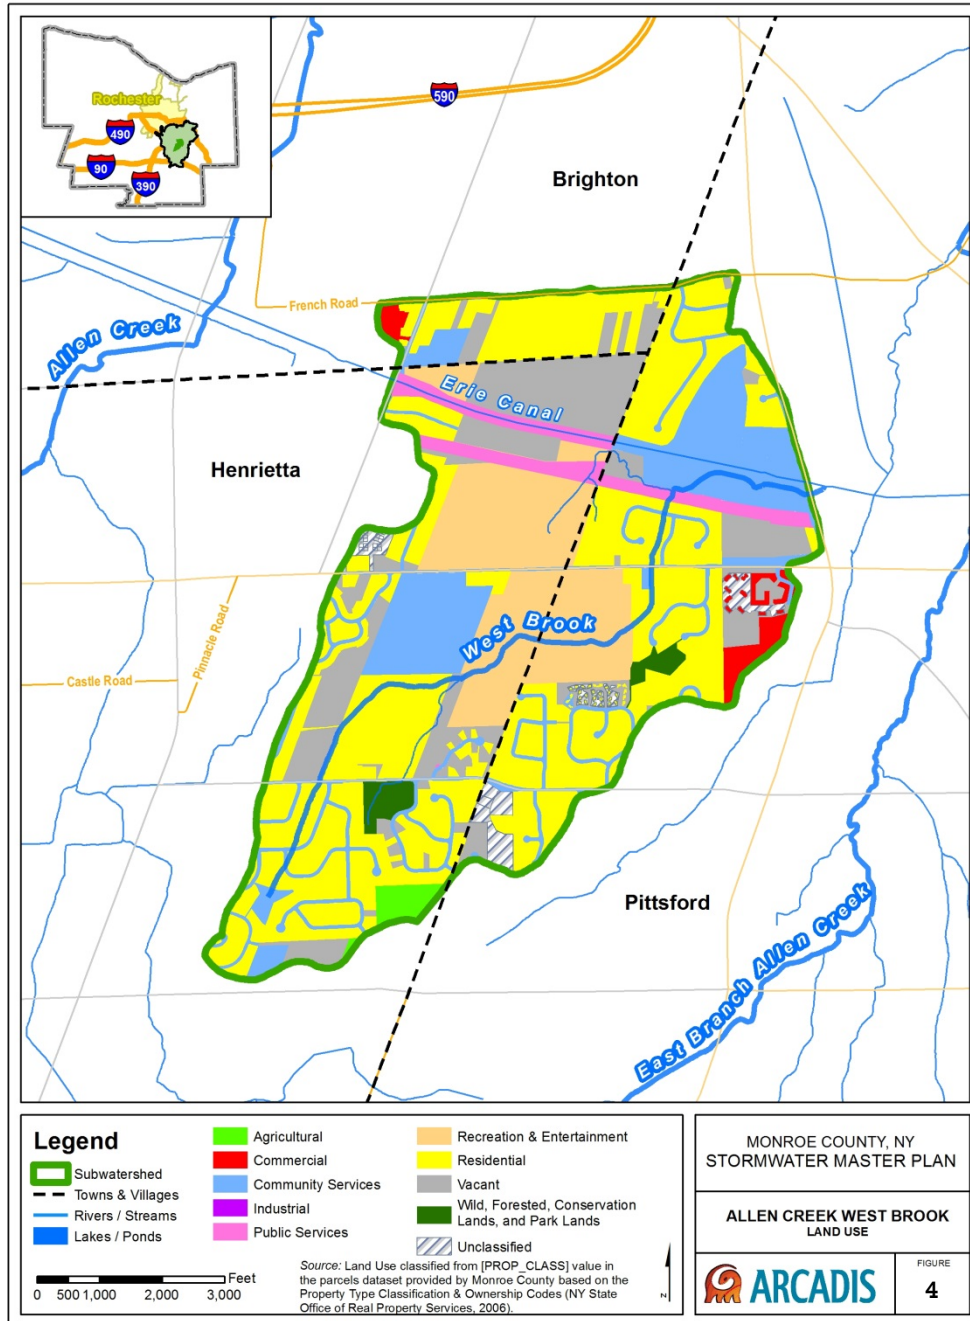 Rochester
490
90
390
590
Brighton
French Road
Allen Creek
Erie Canal
Henrietta
Pinnacle Road
Castle Road
West Brook
Pittsford
East Branch Allen Creek
Legend
Subwatershed
Towns & Villages
Rivers / Streams
Lakes / Ponds
Agricultural
Commercial
Community Services
Industrial
Public Services
Recreation & Entertainment
Residential
Vacant
Wild, Forested, Conservation
Lands, and Park Lands
Unclassified
Feet
0 500 1,000 2,000 3,000
Source: Land Use classified from [PROP_CLASS] value in
the parcels dataset provided by Monroe County based on the
Property Type Classification & Ownership Codes (NY State
Office of Real Property Services, 2006).
Z
MONROE COUNTY, NY
STORMWATER MASTER PLAN
ALLEN CREEK WEST BROOK
LAND USE
ARCADIS
FIGURE
4